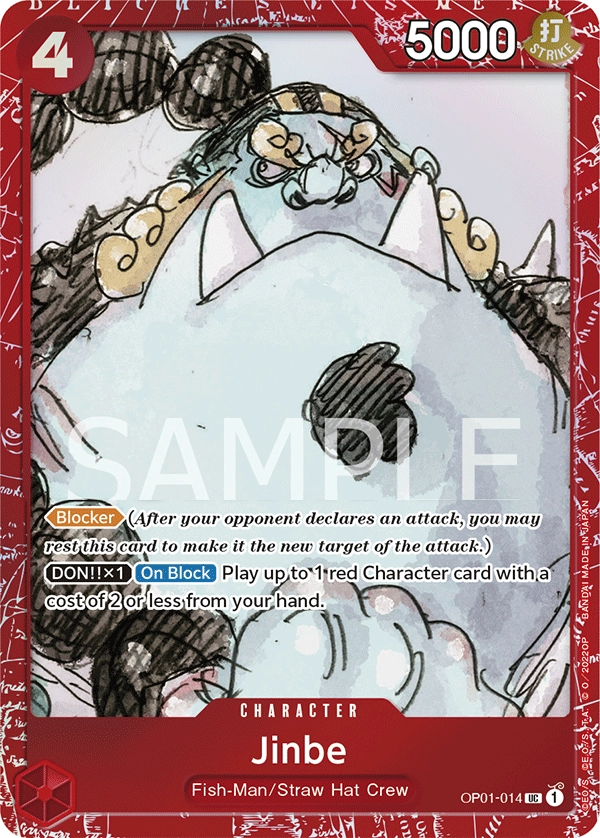 4
5000
打
STRIKE
SAMPLE
Blocker (After your opponent declares an attack, you may
rest this card to make it the new target of the attack.)
DON!!×1 On Block Play up to 1 red Character card with a
cost of 2 or less from your hand.
CHARACTER
Jinbe
Fish-Man/Straw Hat Crew
OP01-014 UC 1
BANDAI MADE IN JAPAN